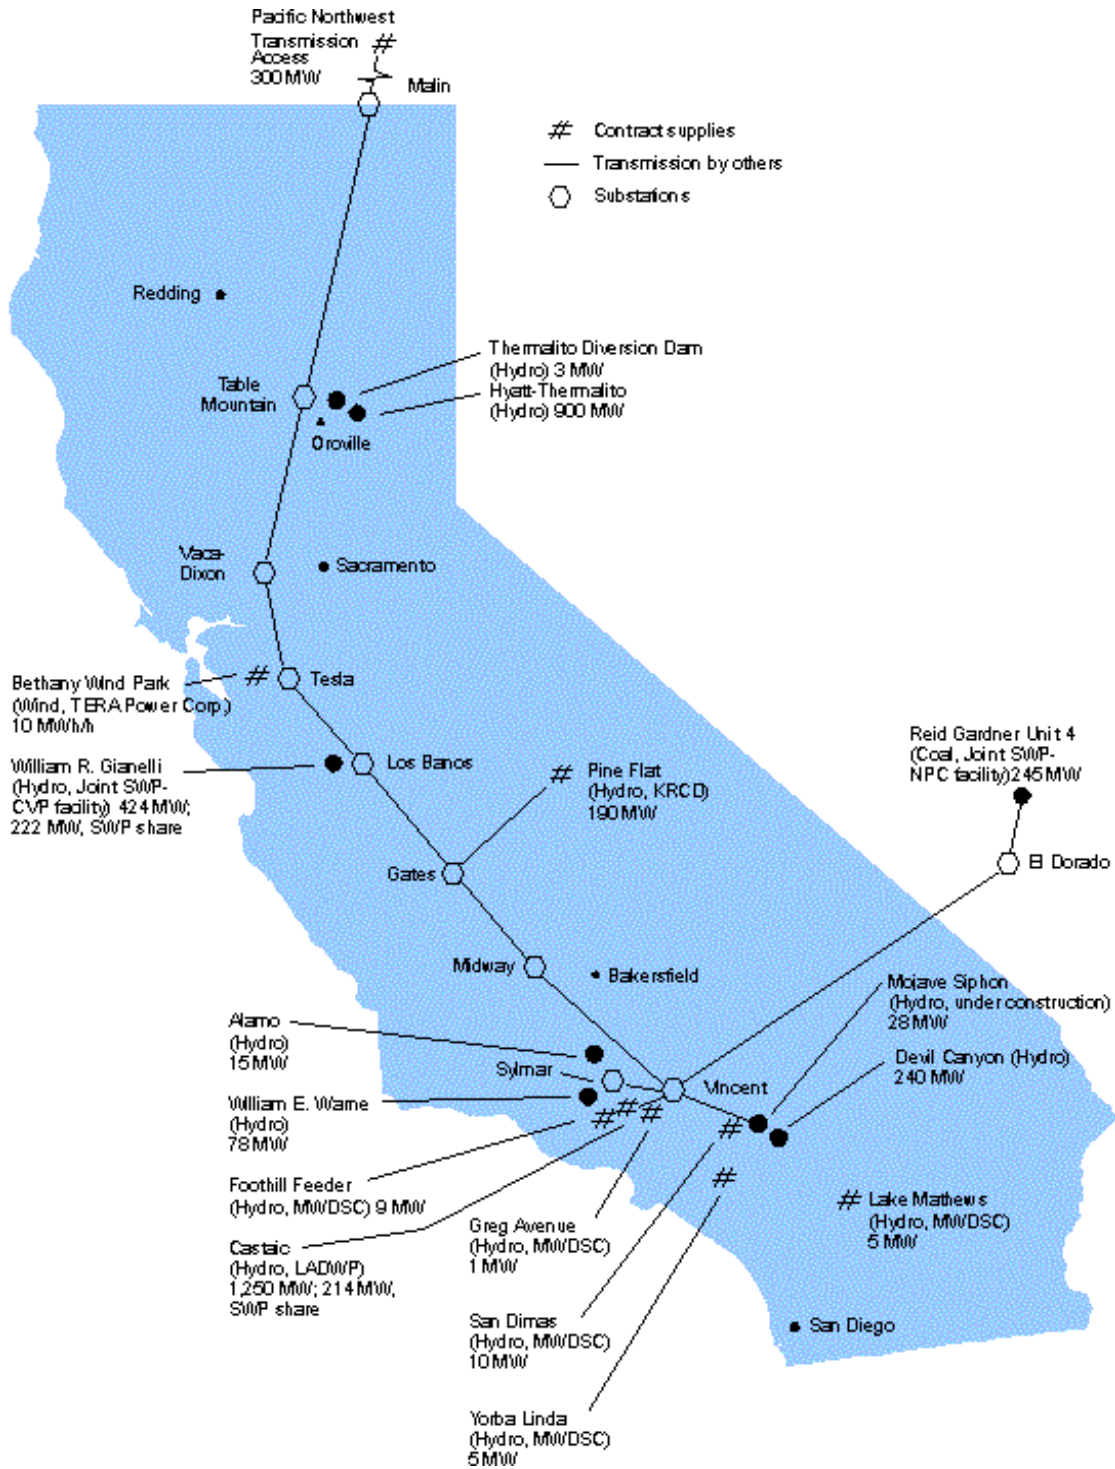 Pacific Northwest
Transmission
Access
300 MW
Malin
Contract supplies
Transmission by others
Substations
Redding
Thermalito Diversion Dam
(Hydro) 3 MW
Hyatt-Thermalito
(Hydro) 900 MW
Table
Mountain
Oroville
Vaca-
Dixon
Sacramento
Bethany Wind Park
(Wind, TERA Power Corp.)
10 MWh/h
Tesla
William R. Gianelli
(Hydro, Joint SWP-
CVP facility) 424 MW;
222 MW, SWP share
Los Banos
Pine Flat
(Hydro, KRCD)
190 MW
Reid Gardner Unit 4
(Coal, Joint SWP-
NPC facility) 245 MW
El Dorado
Gates
Midway
Bakersfield
Mojave Siphon
(Hydro, under construction)
28 MW
Devil Canyon (Hydro)
240 MW
Alamo
(Hydro)
15 MW
Sylmar
Vincent
William E. Warne
(Hydro)
78 MW
Foothill Feeder
(Hydro, MWDSC) 9 MW
Castaic
(Hydro, LADWP)
1,250 MW; 214 MW,
SWP share
Greg Avenue
(Hydro, MWDSC)
1 MW
Lake Mathews
(Hydro, MWDSC)
5 MW
San Dimas
(Hydro, MWDSC)
10 MW
San Diego
Yorba Linda
(Hydro, MWDSC)
5 MW